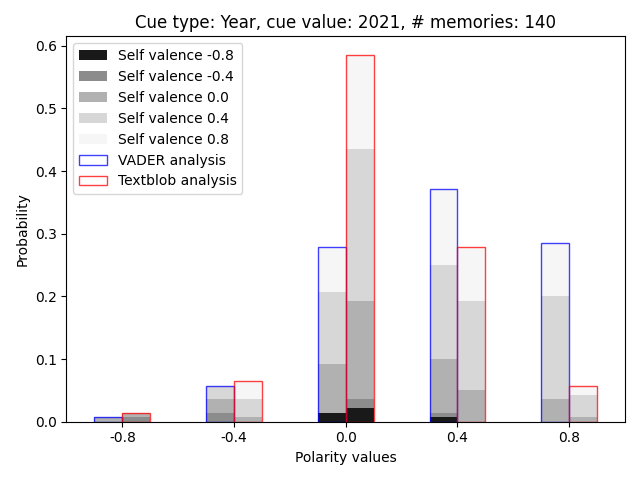 Cue type: Year, cue value: 2021, # memories: 140
Self valence -0.8
Self valence -0.4
Self valence 0.0
Self valence 0.4
Self valence 0.8
VADER analysis
Textblob analysis
Probability
0.6
0.5
0.4
0.3
0.2
0.1
0.0
-0.8
-0.4
0.0
0.4
0.8
Polarity values